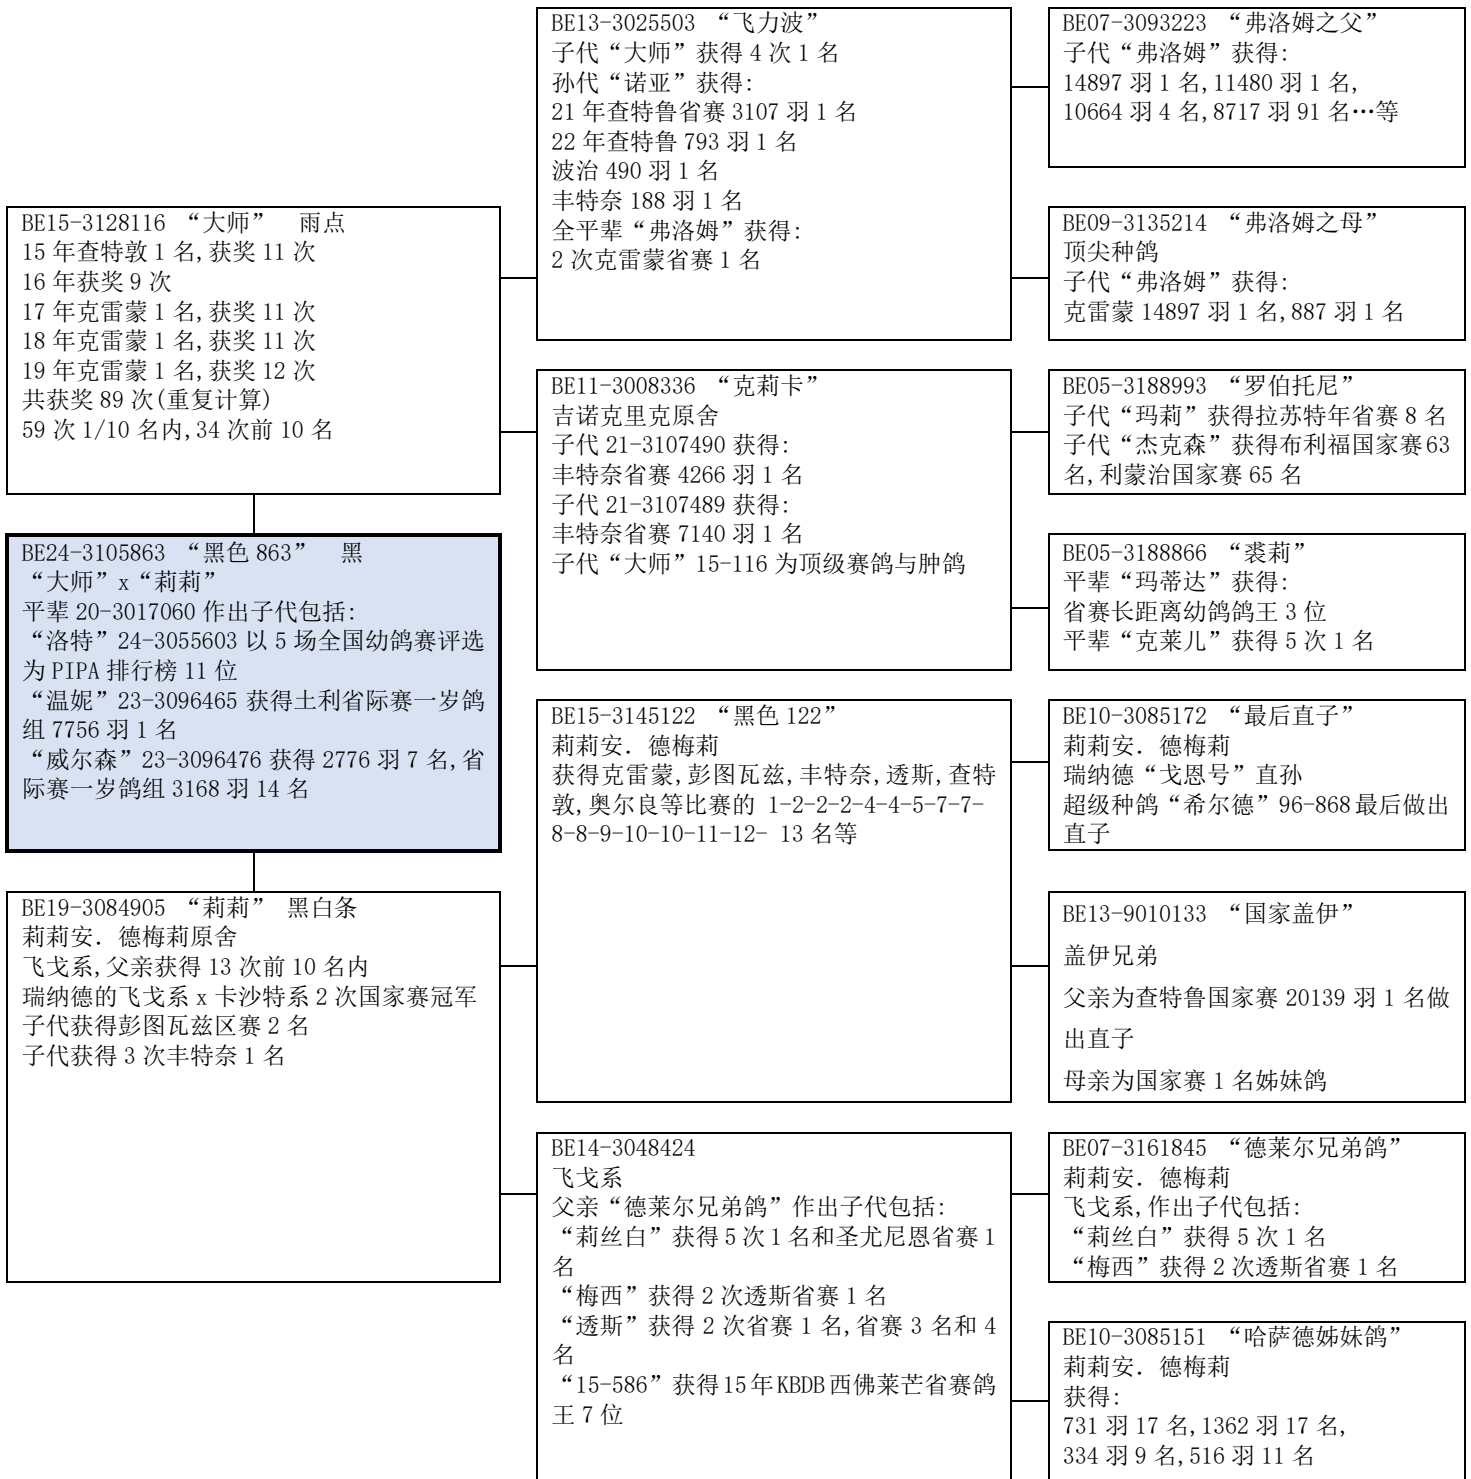 BE15-3128116 “大师”  雨点
15 年查特敦 1 名,获奖 11 次
16 年获奖 9 次
17 年克雷蒙 1 名,获奖 11 次
18 年克雷蒙 1 名,获奖 11 次
19 年克雷蒙 1 名,获奖 12 次
共获奖 89 次(重复计算)
59 次 1/10 名内,34 次前 10 名
BE24-3105863 “黑色 863”  黑
“大师”x“莉莉”
平辈 20-3017060 作出子代包括:
“洛特”24-3055603 以 5 场全国幼鸽赛评选
为 PIPA 排行榜 11 位
“温妮”23-3096465 获得土利省际赛一岁鸽
组 7756 羽 1 名
“威尔森”23-3096476 获得 2776 羽 7 名,省
际赛一岁鸽组 3168 羽 14 名
BE19-3084905 “莉莉” 黑白条
莉莉安. 德梅莉原舍
飞戈系,父亲获得 13 次前 10 名内
瑞纳德的飞戈系 x 卡沙特系 2 次国家赛冠军
子代获得彭图瓦兹区赛 2 名
子代获得 3 次丰特奈 1 名
BE13-3025503 “飞力波”
子代“大师”获得 4 次 1 名
孙代“诺亚”获得:
21 年查特鲁省赛 3107 羽 1 名
22 年查特鲁 793 羽 1 名
波治 490 羽 1 名
丰特奈 188 羽 1 名
全平辈“弗洛姆”获得:
2 次克雷蒙省赛 1 名
BE11-3008336 “克莉卡”
吉诺克里克原舍
子代 21-3107490 获得:
丰特奈省赛 4266 羽 1 名
子代 21-3107489 获得:
丰特奈省赛 7140 羽 1 名
子代“大师”15-116 为顶级赛鸽与肿鸽
BE15-3145122 “黑色 122”
莉莉安. 德梅莉
获得克雷蒙,彭图瓦兹,丰特奈,透斯,查特
敦,奥尔良等比赛的 1-2-2-2-4-4-5-7-7-
8-8-9-10-10-11-12- 13 名等
BE14-3048424
飞戈系
父亲“德莱尔兄弟鸽”作出子代包括:
“莉丝白”获得 5 次 1 名和圣尤尼恩省赛 1
名
“梅西”获得 2 次透斯省赛 1 名
“透斯”获得 2 次省赛 1 名,省赛 3 名和 4
名
“15-586”获得 15 年 KBDB 西佛莱芒省赛鸽
王 7 位
BE07-3093223 “弗洛姆之父”
子代“弗洛姆”获得:
14897 羽 1 名,11480 羽 1 名,
10664 羽 4 名,8717 羽 91 名…等
BE09-3135214 “弗洛姆之母”
顶尖种鸽
子代“弗洛姆”获得:
克雷蒙 14897 羽 1 名,887 羽 1 名
BE05-3188993 “罗伯托尼”
子代“玛莉”获得拉苏特年省赛 8 名
子代“杰克森”获得布利福国家赛 63
名,利蒙治国家赛 65 名
BE05-3188866 “裘莉”
平辈“玛蒂达”获得:
省赛长距离幼鸽鸽王 3 位
平辈“克莱儿”获得 5 次 1 名
BE10-3085172 “最后直子”
莉莉安. 德梅莉
瑞纳德“戈恩号”直孙
超级种鸽“希尔德”96-868 最后做出
直子
BE13-9010133 “国家盖伊”
盖伊兄弟
父亲为查特鲁国家赛 20139 羽 1 名做
出直子
母亲为国家赛 1 名姊妹鸽
BE07-3161845 “德莱尔兄弟鸽”
莉莉安. 德梅莉
飞戈系,作出子代包括:
“莉丝白”获得 5 次 1 名
“梅西”获得 2 次透斯省赛 1 名
BE10-3085151 “哈萨德姊妹鸽”
莉莉安. 德梅莉
获得:
731 羽 17 名,1362 羽 17 名,
334 羽 9 名,516 羽 11 名